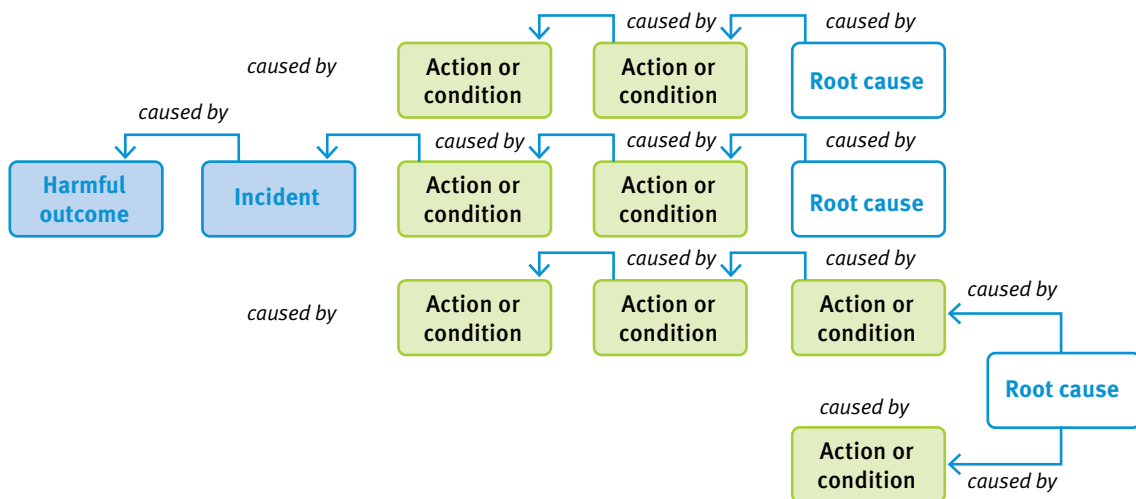 caused by
caused by
caused by
Action or
condition
Action or
condition
Root cause
caused by
caused by
caused by
caused by
Harmful
outcome
Incident
Action or
condition
Action or
condition
Root cause
caused by
caused by
caused by
Action or
condition
Action or
condition
Action or
condition
caused by
Root cause
caused by
Action or
condition
caused by